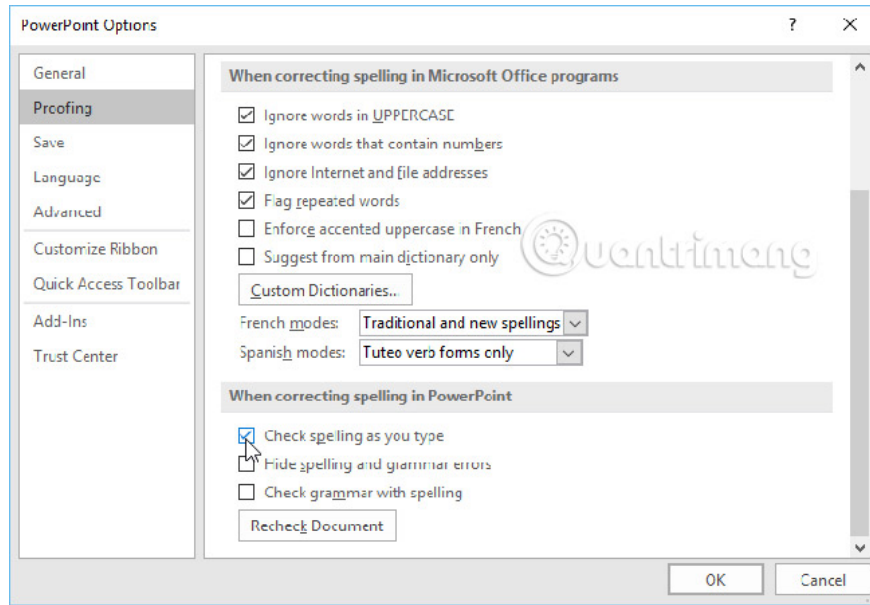 PowerPoint Options
General
Proofing
Save
Language
Advanced
Customize Ribbon
Quick Access Toolbar
Add-Ins
Trust Center
When correcting spelling in Microsoft Office programs
Ignore words in UPPERCASE
Ignore words that contain numbers
Ignore Internet and file addresses
Flag repeated words
Enforce accented uppercase in French
Suggest from main dictionary only
Quantrimang
Custom Dictionaries...
French modes: Traditional and new spellings
Spanish modes: Tuteo verb forms only
When correcting spelling in PowerPoint
Check spelling as you type
Hide spelling and grammar errors
Check grammar with spelling
Recheck Document
OK Cancel